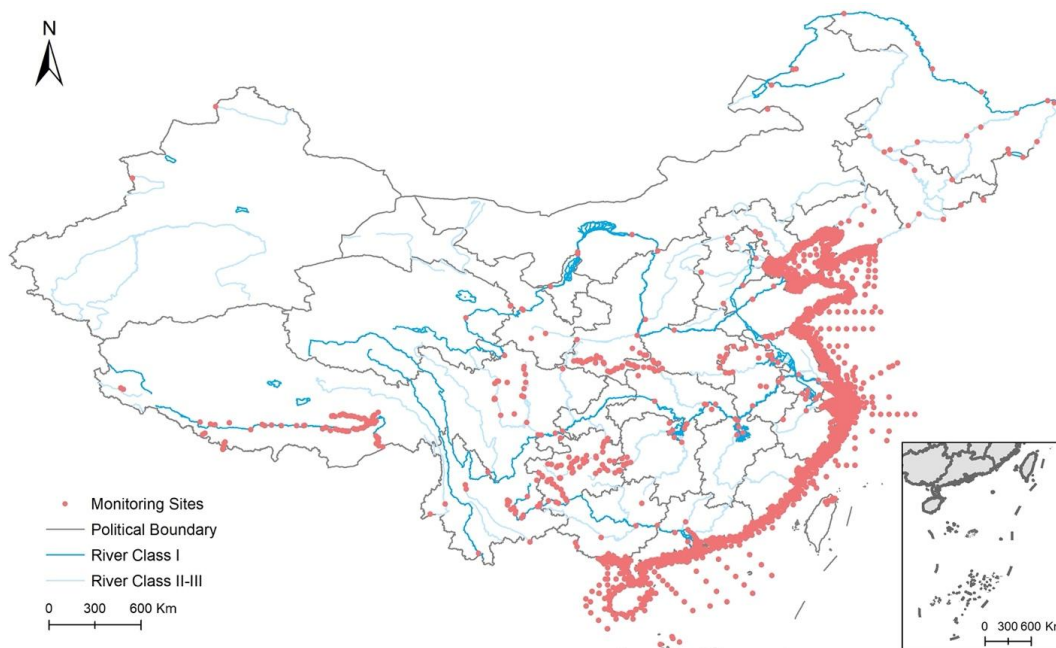 N
Monitoring Sites
Political Boundary
River Class I
River Class II-III
0 300 600 Km
0 300 600 Km